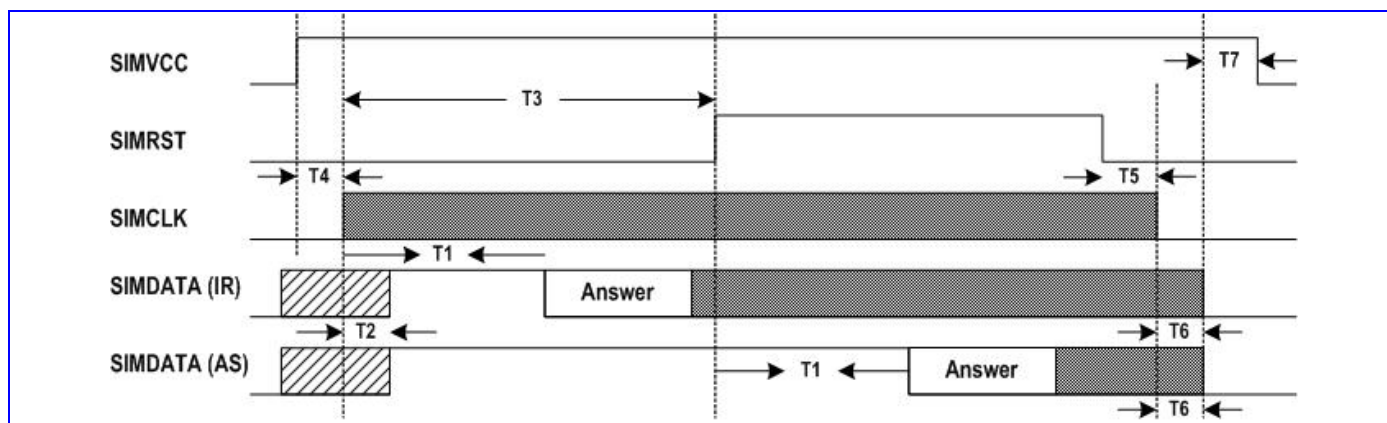 SIMVCC
T7
T3
SIMRST
T4
T5
SIMCLK
T1
SIMDATA (IR)
Answer
T2
T6
SIMDATA (AS)
T1
Answer
T6